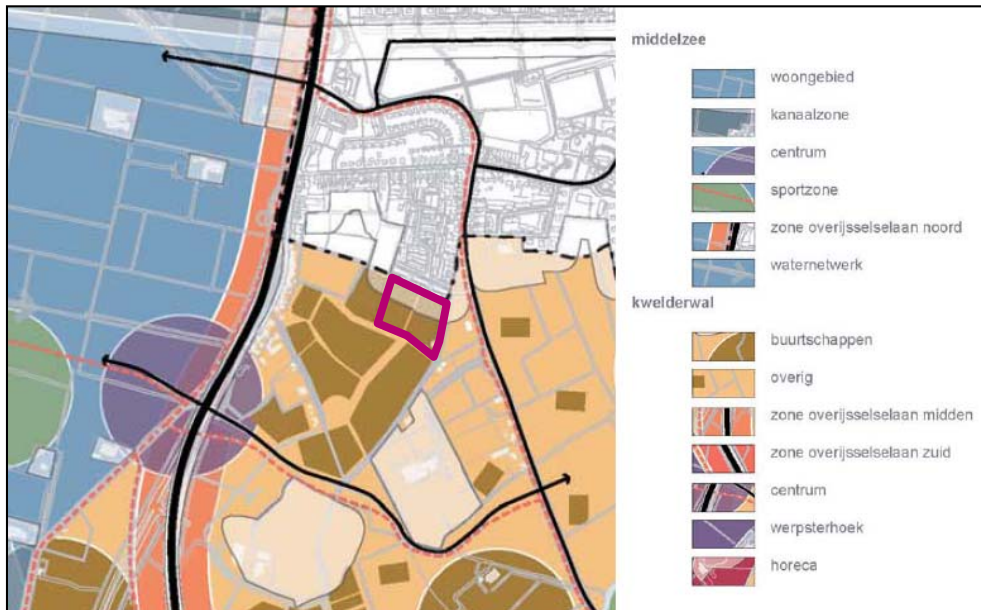 middelzee
woongebied
kanaalzone
centrum
sportzone
zone overijsselselaan noord
waternetwerk
kwelderwal
buurtschappen
overig
zone overijsselselaan midden
zone overijsselselaan zuid
centrum
werpsterhoek
horeca